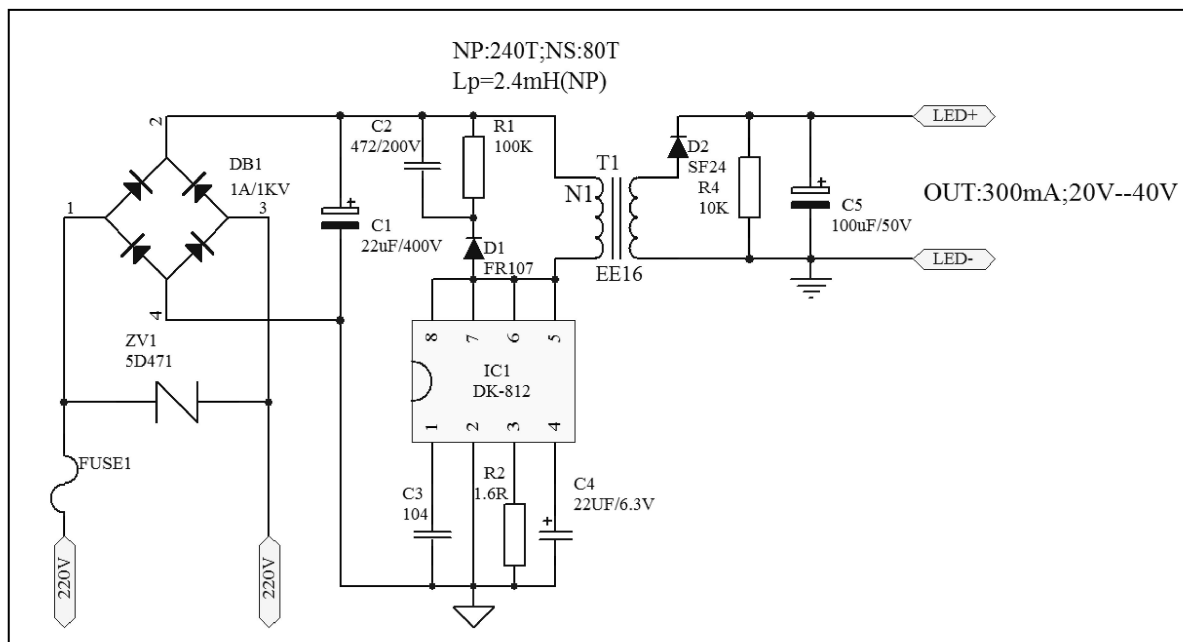 NP:240T;NS:80T
Lp=2.4mH(NP)
2
C2
472/200V
R1
100K
DB1
1A/1KV
1
3
C1
22uF/400V
D1
FR107
T1
N1
EE16
D2
SF24
R4
10K
C5
100uF/50V
LED+
OUT:300mA;20V--40V
LED-
4
ZV1
5D471
8
7
6
5
IC1
DK-812
1
2
3
4
FUSE1
R2
1.6R
C3
104
C4
22UF/6.3V
220V
220V